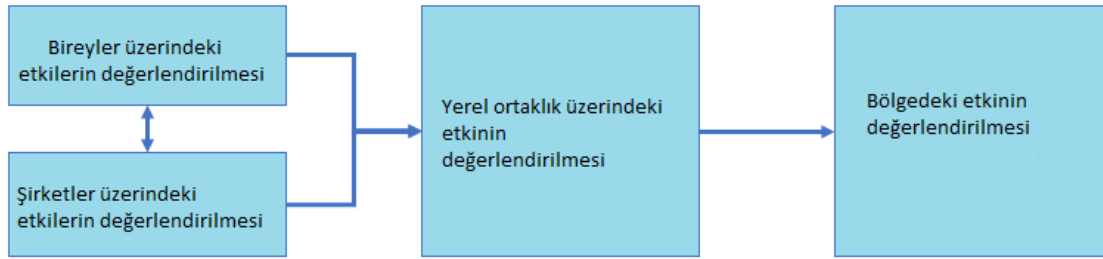 Bireyler üzerindeki
etkilerin değerlendirilmesi
Şirketler üzerindeki
etkilerin değerlendirilmesi
Yerel ortaklık üzerindeki
etkinin
değerlendirilmesi
Bölgedeki etkinin
değerlendirilmesi